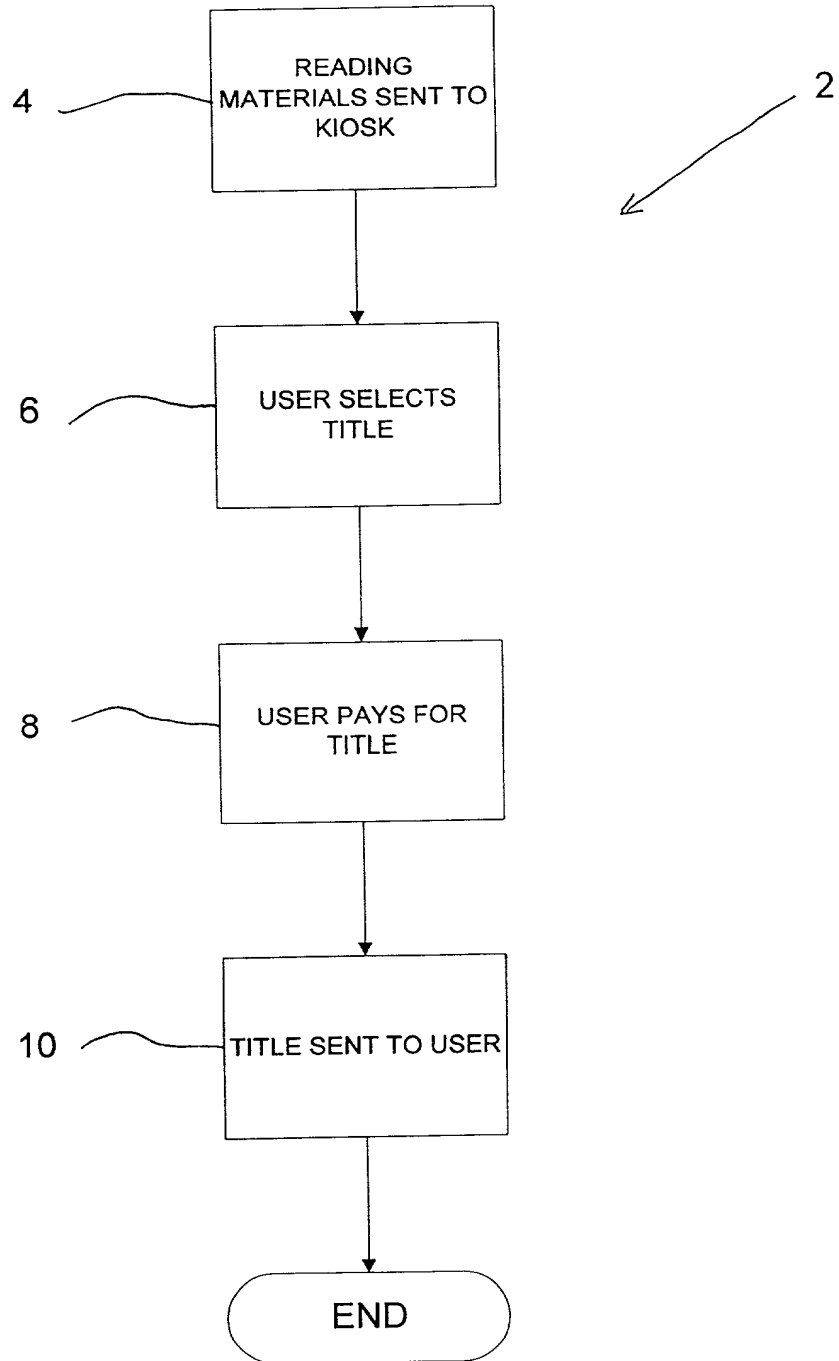 READING
MATERIALS SENT TO
KIOSK
4
2
USER SELECTS
TITLE
6
USER PAYS FOR
TITLE
8
TITLE SENT TO USER
10
END